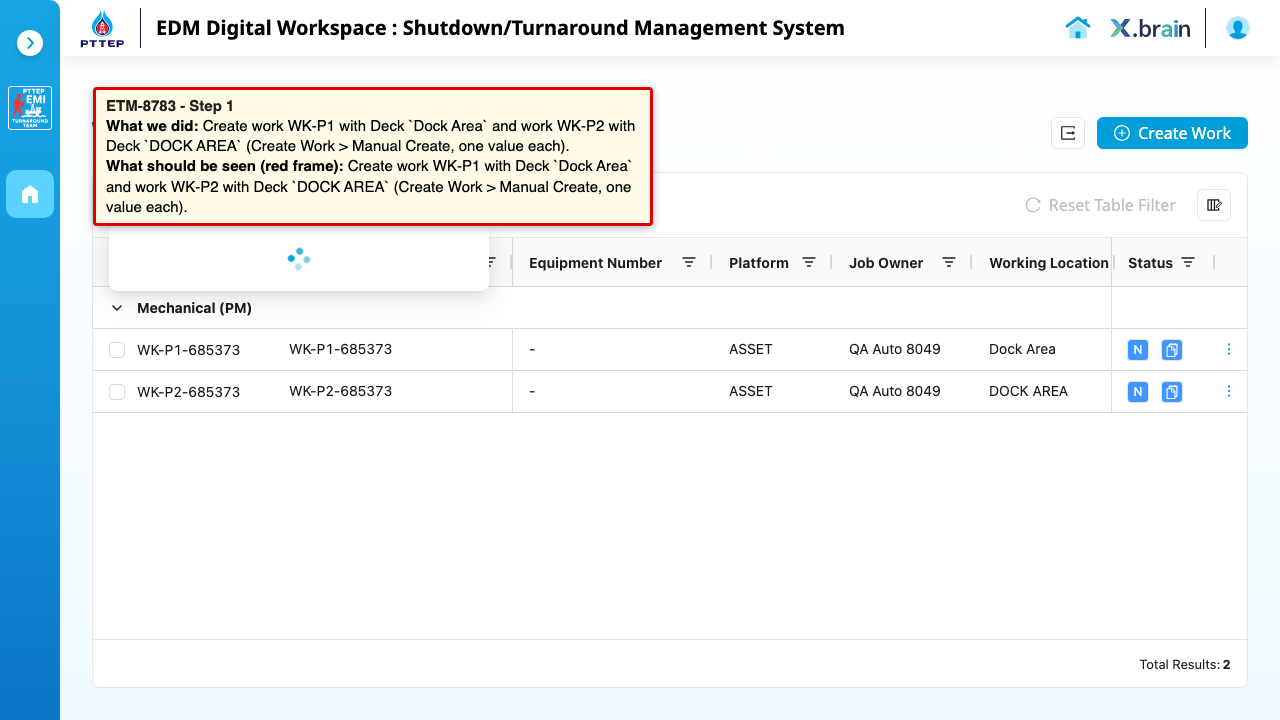 PTTEP
EDM Digital Workspace : Shutdown/Turnaround Management System
X.brain
PTTEP
EMI
TURNAROUND
TEAM
ETM-8783 - Step 1
What we did: Create work WK-P1 with Deck `Dock Area` and work WK-P2 with
Deck `DOCK AREA` (Create Work > Manual Create, one value each).
What should be seen (red frame): Create work WK-P1 with Deck `Dock Area`
and work WK-P2 with Deck `DOCK AREA` (Create Work > Manual Create, one
value each).
Create Work
Reset Table Filter
Equipment Number Platform Job Owner Working Location Status
Mechanical (PM)
WK-P1-685373 WK-P1-685373 - ASSET QA Auto 8049 Dock Area N
WK-P2-685373 WK-P2-685373 - ASSET QA Auto 8049 DOCK AREA N
Total Results: 2